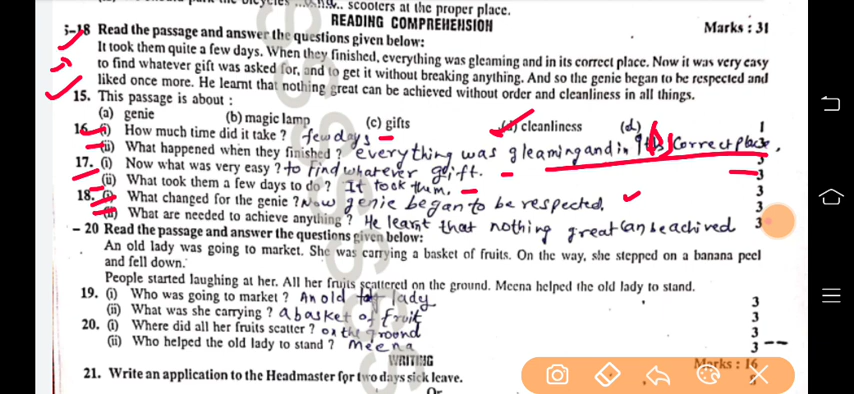 scooters at the proper place.
READING COMPREHENSION Marks : 31
-18 Read the passage and answer the questions given below:
It took them quite a few days. When they finished, everything was gleaming and in its correct place. Now it was very easy
to find whatever gift was asked for, and to get it without breaking anything. And so the genie began to be respected and
liked once more. He learnt that nothing great can be achieved without order and cleanliness in all things.
15. This passage is about :
(a) genie (b) magic lamp (c) gifts cleanliness (d) 1
16. (i) How much time did it take ? few days
(ii) What happened when they finished ? everything was gleaming and in its correct place.
17. (i) Now what was very easy ? to find whatever gift. 3
(ii) What took them a few days to do ? It took them. 3
18. (i) What changed for the genie ? Now genie began to be respected. 3
(ii) What are needed to achieve anything ? He learnt that nothing great can be achived 3
- 20 Read the passage and answer the questions given below:
An old lady was going to market. She was carrying a basket of fruits. On the way, she stepped on a banana peel
and fell down.
People started laughing at her. All her fruits scattered on the ground. Meena helped the old lady to stand.
19. (i) Who was going to market ? An old lady 3
(ii) What was she carrying ? a basket of fruit 3
20. (i) Where did all her fruits scatter ? on the ground 3
(ii) Who helped the old lady to stand ? Meena 3
WRITING Marks : 16
21. Write an application to the Headmaster for two days sick leave.
Or